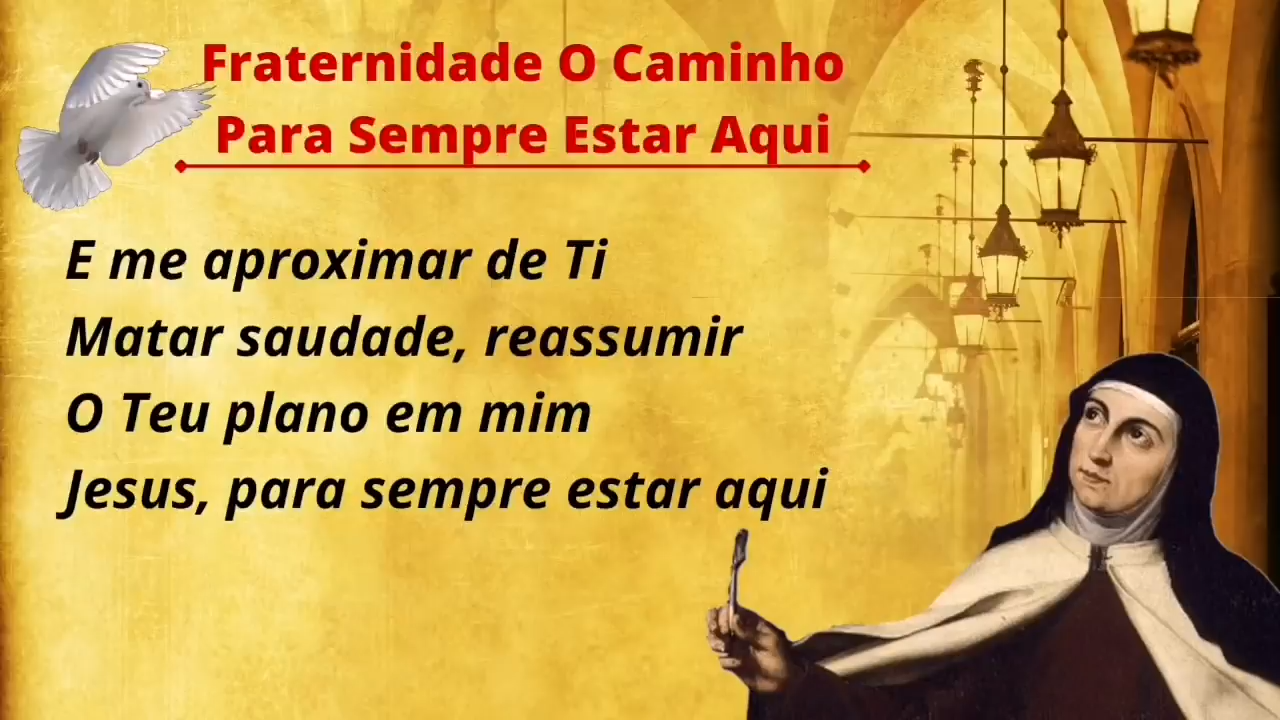 Fraternidade O Caminho
Para Sempre Estar Aqui
E me aproximar de Ti
Matar saudade, reassumir
O Teu plano em mim
Jesus, para sempre estar aqui